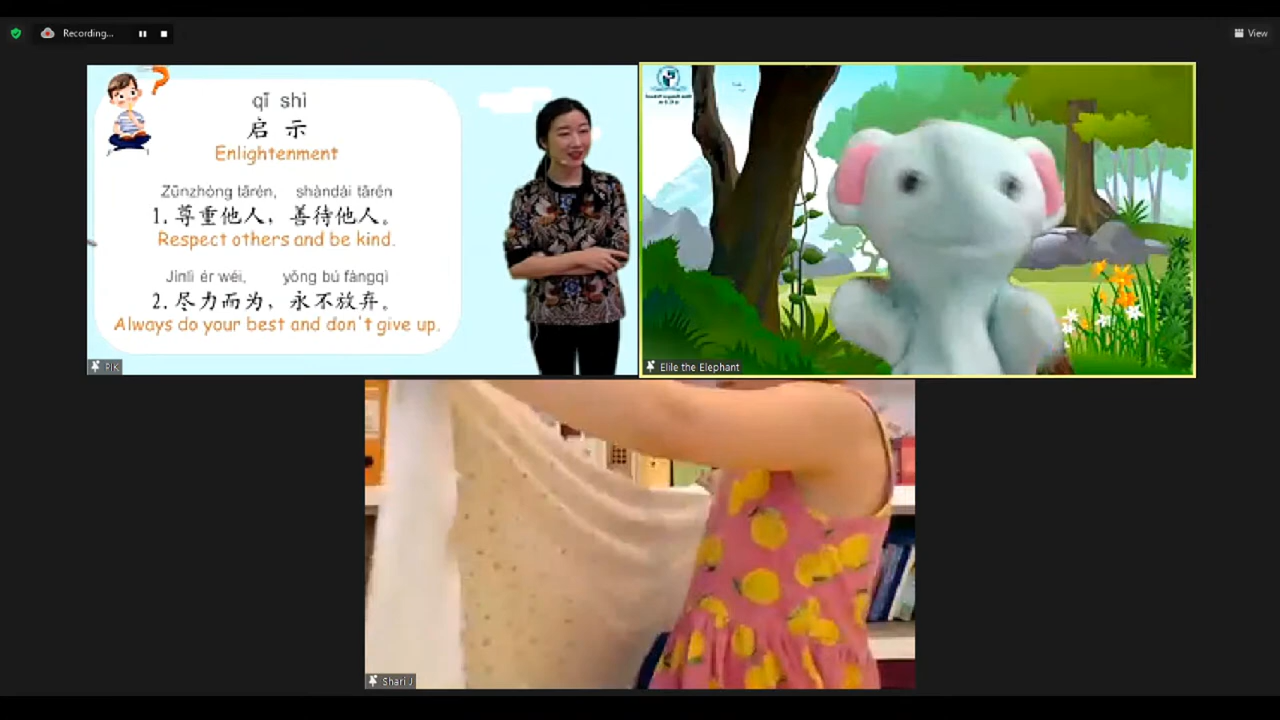 Recording...
View
qǐ shì
启 示
Enlightenment
Zūnzhòng tārén, shàndài tārén
1. 尊重他人，善待他人。
Respect others and be kind.
Jìnlì ér wéi, yǒng bú fàngqì
2. 尽力而为，永不放弃。
Always do your best and don't give up.
PIK
Elile the Elephant
Shari J